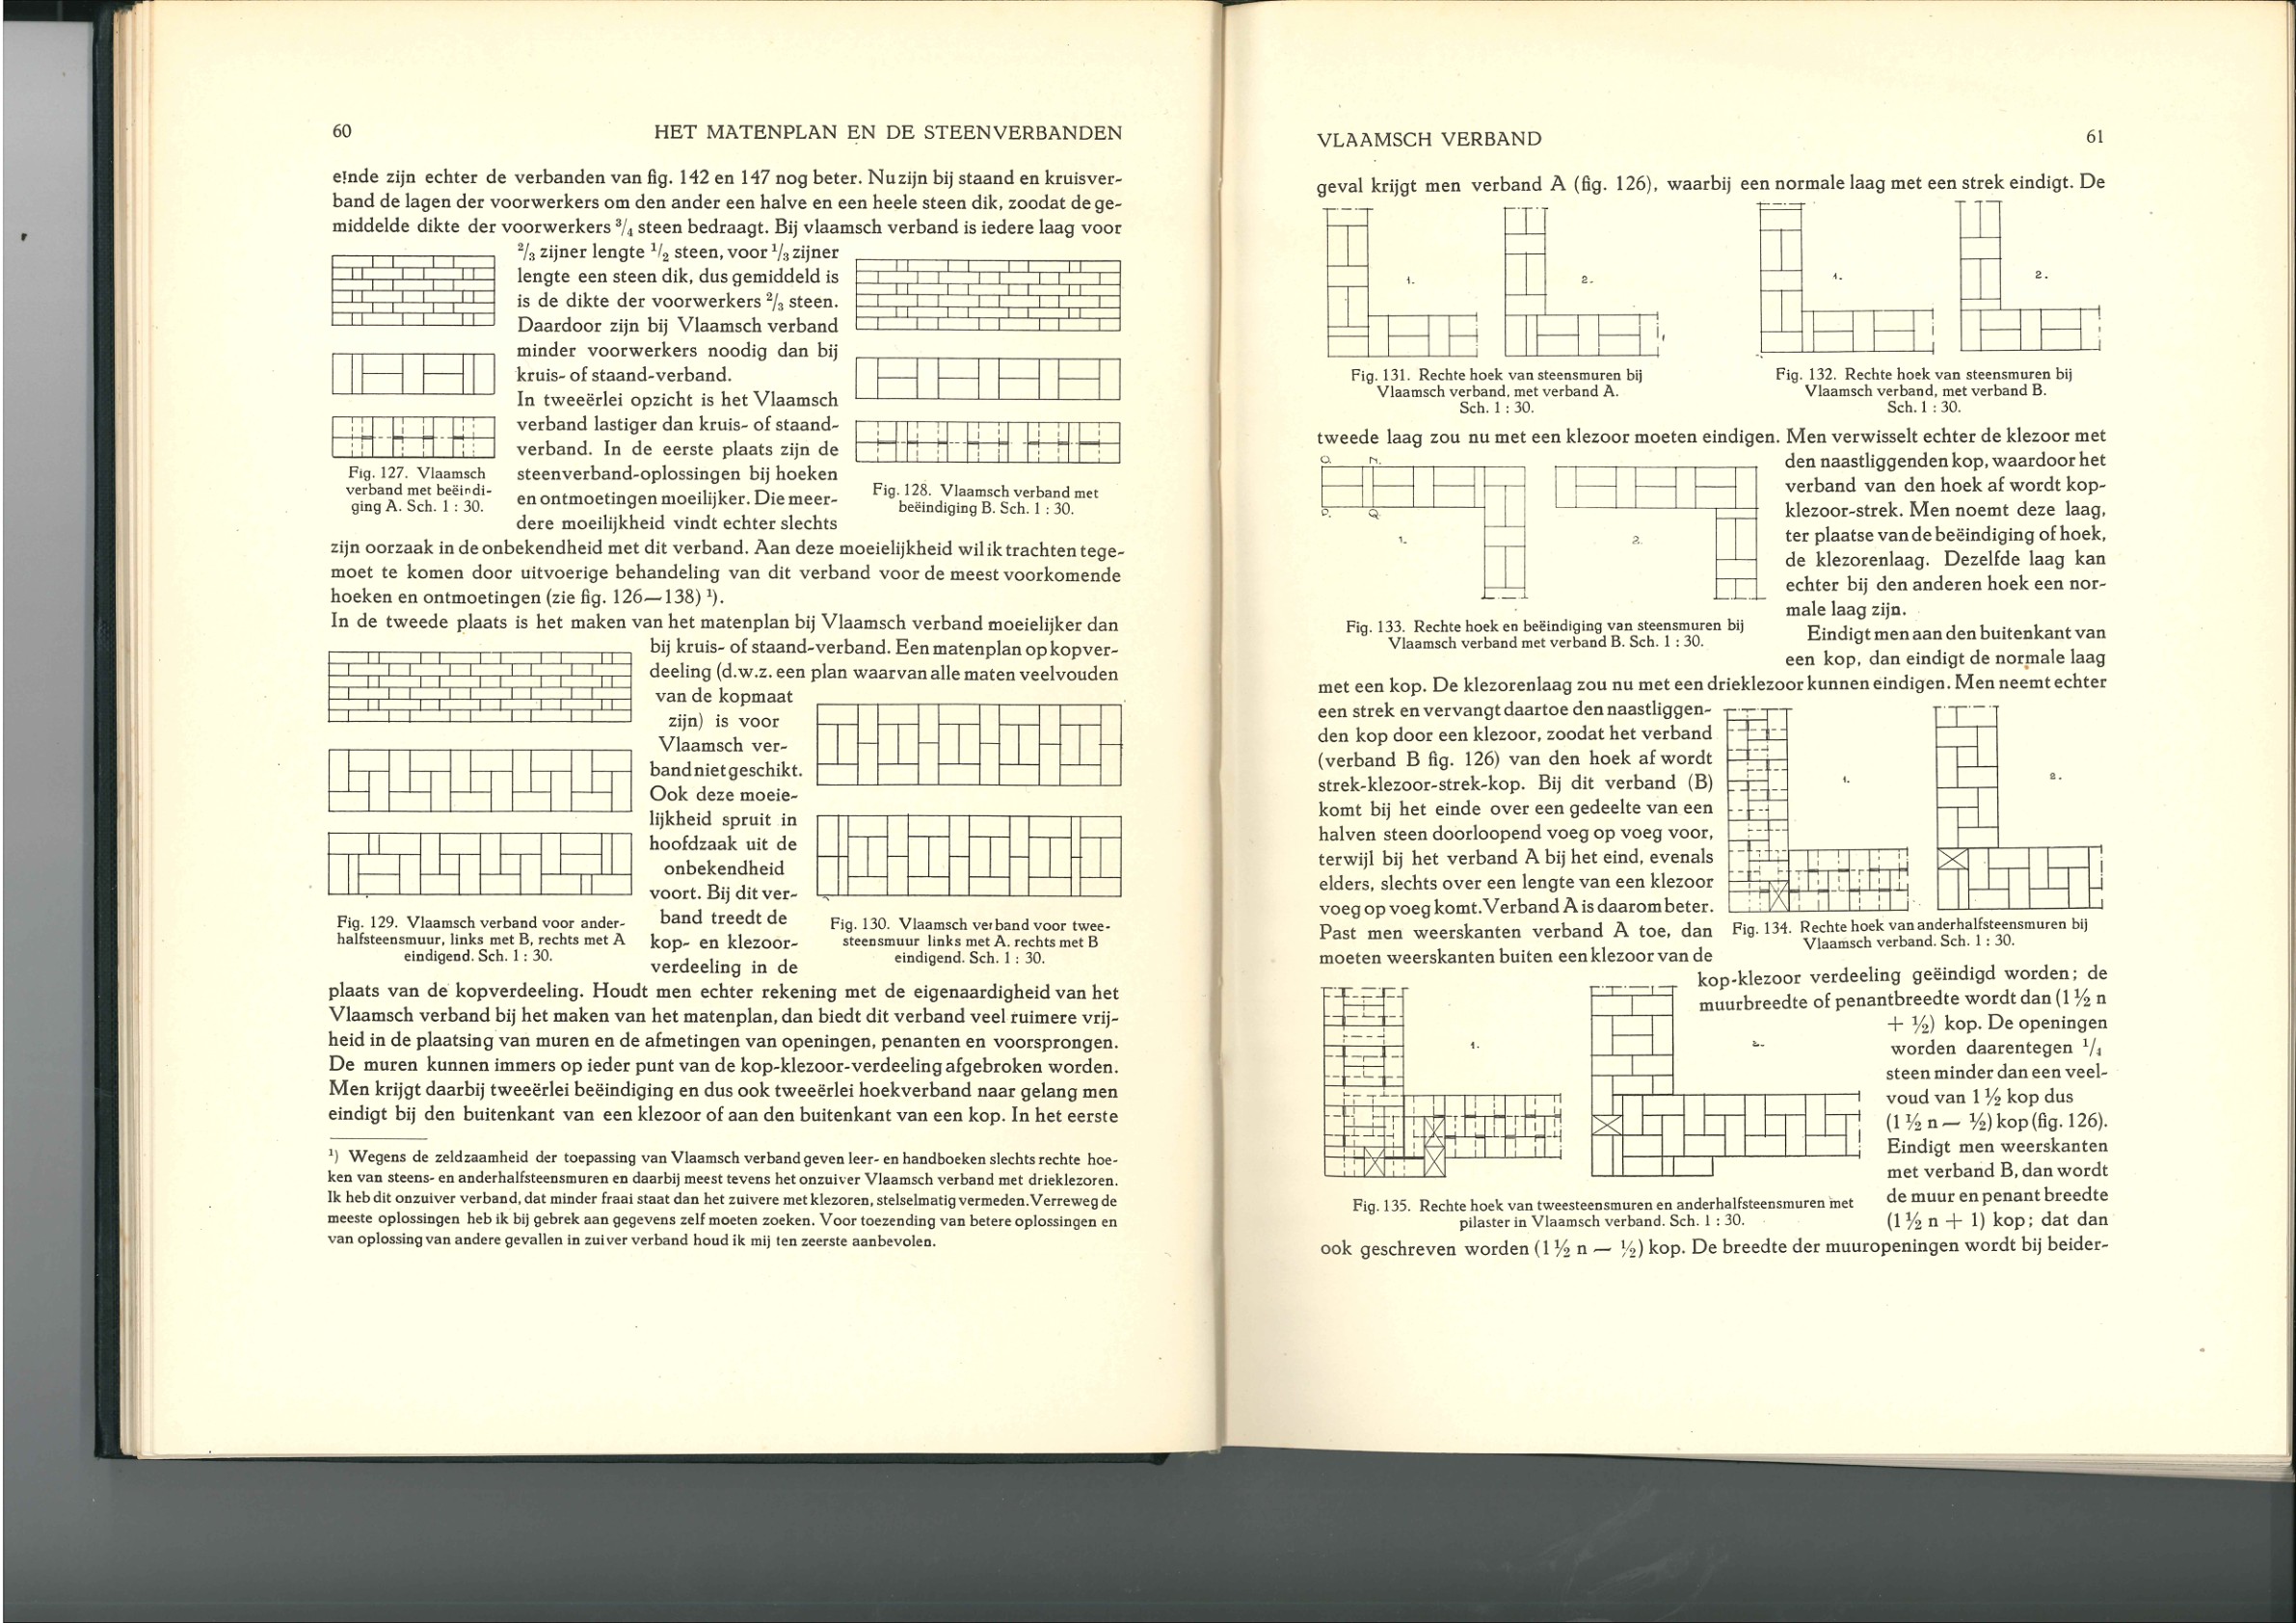 60
HET MATENPLAN EN DE STEENVERBANDEN
einde zijn echter de verbanden van fig. 142 en 147 nog beter. Nu zijn bij staand en kruisver-
band de lagen der voorwerkers om den ander een halve en een heele steen dik, zoodat de ge-
middelde dikte der voorwerkers ³/₄ steen bedraagt. Bij vlaamsch verband is iedere laag voor
²/₃ zijner lengte ¹/₂ steen, voor ¹/₃ zijner
lengte een steen dik, dus gemiddeld is
is de dikte der voorwerkers ²/₃ steen.
Daardoor zijn bij Vlaamsch verband
minder voorwerkers noodig dan bij
kruis- of staand-verband.
In tweeërlei opzicht is het Vlaamsch
verband lastiger dan kruis- of staand-
verband. In de eerste plaats zijn de
steenverband-oplossingen bij hoeken
en ontmoetingen moeilijker. Die meer-
dere moeilijkheid vindt echter slechts
Fig. 127. Vlaamsch
verband met beëindi-
ging A. Sch. 1 : 30.
Fig. 128. Vlaamsch verband met
beëindiging B. Sch. 1 : 30.
zijn oorzaak in de onbekendheid met dit verband. Aan deze moeielijkheid wil ik trachten tege-
moet te komen door uitvoerige behandeling van dit verband voor de meest voorkomende
hoeken en ontmoetingen (zie fig. 126—138) ¹).
In de tweede plaats is het maken van het matenplan bij Vlaamsch verband moeielijker dan
bij kruis- of staand-verband. Een matenplan op kopver-
deeling (d.w.z. een plan waarvan alle maten veelvouden
van de kopmaat
zijn) is voor
Vlaamsch ver-
band niet geschikt.
Ook deze moeie-
lijkheid spruit in
hoofdzaak uit de
onbekendheid
voort. Bij dit ver-
band treedt de
kop- en klezoor-
verdeeling in de
Fig. 129. Vlaamsch verband voor ander-
halfsteensmuur, links met B, rechts met A
eindigend. Sch. 1 : 30.
Fig. 130. Vlaamsch verband voor twee-
steensmuur links met A. rechts met B
eindigend. Sch. 1 : 30.
plaats van de kopverdeeling. Houdt men echter rekening met de eigenaardigheid van het
Vlaamsch verband bij het maken van het matenplan, dan biedt dit verband veel ruimere vrij-
heid in de plaatsing van muren en de afmetingen van openingen, penanten en voorsprongen.
De muren kunnen immers op ieder punt van de kop-klezoor-verdeeling afgebroken worden.
Men krijgt daarbij tweeërlei beëindiging en dus ook tweeërlei hoekverband naar gelang men
eindigt bij den buitenkant van een klezoor of aan den buitenkant van een kop. In het eerste
¹) Wegens de zeldzaamheid der toepassing van Vlaamsch verband geven leer- en handboeken slechts rechte hoe-
ken van steens- en anderhalfsteensmuren en daarbij meest tevens het onzuiver Vlaamsch verband met drieklezoren.
Ik heb dit onzuiver verband, dat minder fraai staat dan het zuivere met klezoren, stelselmatig vermeden. Verreweg de
meeste oplossingen heb ik bij gebrek aan gegevens zelf moeten zoeken. Voor toezending van betere oplossingen en
van oplossing van andere gevallen in zuiver verband houd ik mij ten zeerste aanbevolen.
VLAAMSCH VERBAND
61
geval krijgt men verband A (fig. 126), waarbij een normale laag met een strek eindigt. De
1.
2.
1.
2.
Fig. 131. Rechte hoek van steensmuren bij
Vlaamsch verband, met verband A.
Sch. 1 : 30.
Fig. 132. Rechte hoek van steensmuren bij
Vlaamsch verband, met verband B.
Sch. 1 : 30.
tweede laag zou nu met een klezoor moeten eindigen. Men verwisselt echter de klezoor met
den naastliggenden kop, waardoor het
verband van den hoek af wordt kop-
klezoor-strek. Men noemt deze laag,
ter plaatse van de beëindiging of hoek,
de klezorenlaag. Dezelfde laag kan
echter bij den anderen hoek een nor-
male laag zijn.
O. N.
P. Q.
1.
2.
Fig. 133. Rechte hoek en beëindiging van steensmuren bij
Vlaamsch verband met verband B. Sch. 1 : 30.
Eindigt men aan den buitenkant van
een kop, dan eindigt de normale laag
met een kop. De klezorenlaag zou nu met een drieklezoor kunnen eindigen. Men neemt echter
een strek en vervangt daartoe den naastliggen-
den kop door een klezoor, zoodat het verband
(verband B fig. 126) van den hoek af wordt
strek-klezoor-strek-kop. Bij dit verband (B)
komt bij het einde over een gedeelte van een
halven steen doorloopend voeg op voeg voor,
terwijl bij het verband A bij het eind, evenals
elders, slechts over een lengte van een klezoor
voeg op voeg komt. Verband A is daarom beter.
Past men weerskanten verband A toe, dan
moeten weerskanten buiten een klezoor van de
1.
2.
Fig. 134. Rechte hoek van anderhalfsteensmuren bij
Vlaamsch verband. Sch. 1 : 30.
kop-klezoor verdeeling geëindigd worden; de
muurbreedte of penantbreedte wordt dan (1 ½ n
+ ½) kop. De openingen
worden daarentegen ¹/₄
steen minder dan een veel-
voud van 1 ½ kop dus
(1 ½ n — ½) kop (fig. 126).
Eindigt men weerskanten
met verband B, dan wordt
de muur en penant breedte
(1 ½ n + 1) kop; dat dan
1.
2.
Fig. 135. Rechte hoek van tweesteensmuren en anderhalfsteensmuren met
pilaster in Vlaamsch verband. Sch. 1 : 30.
ook geschreven worden (1 ½ n — ½) kop. De breedte der muuropeningen wordt bij beider-